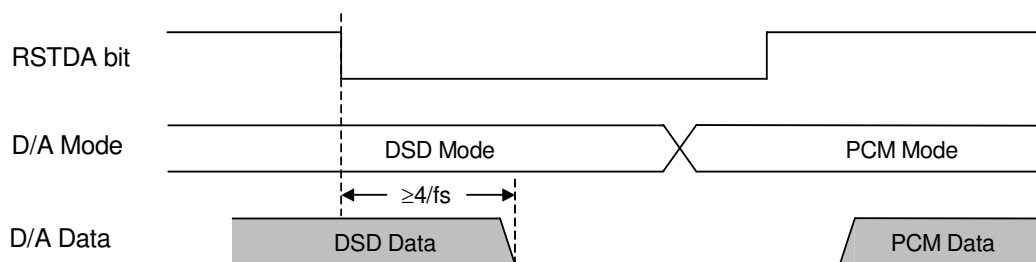 RSTDA bit
D/A Mode
DSD Mode
PCM Mode
≥4/fs
D/A Data
DSD Data
PCM Data